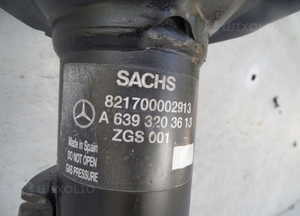 SACHS
821700002913
A 639 320 36 13
ZGS 001
Made in Spain
DO NOT OPEN
GAS PRESSURE